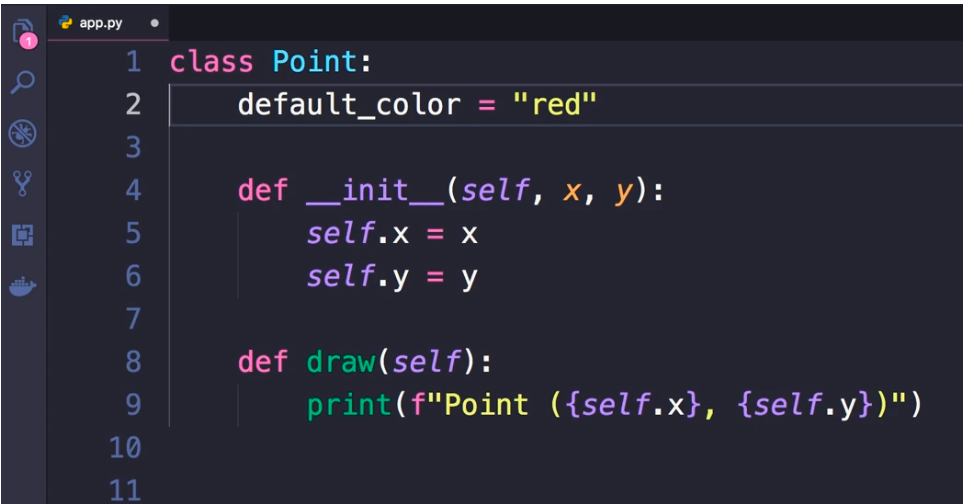 app.py
1
1 class Point:
2     default_color = "red"
3
4     def __init__(self, x, y):
5         self.x = x
6         self.y = y
7
8     def draw(self):
9         print(f"Point ({self.x}, {self.y})")
10
11